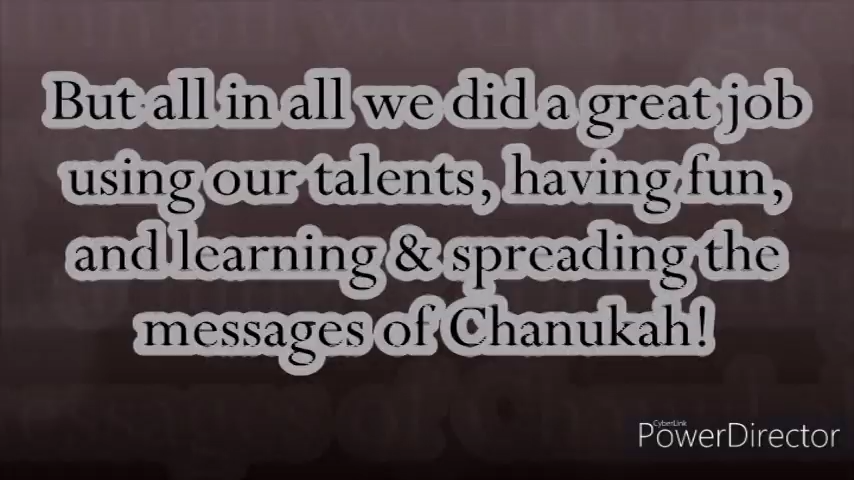 But all in all we did a great job
using our talents, having fun,
and learning & spreading the
messages of Chanukah!
CyberLink
PowerDirector